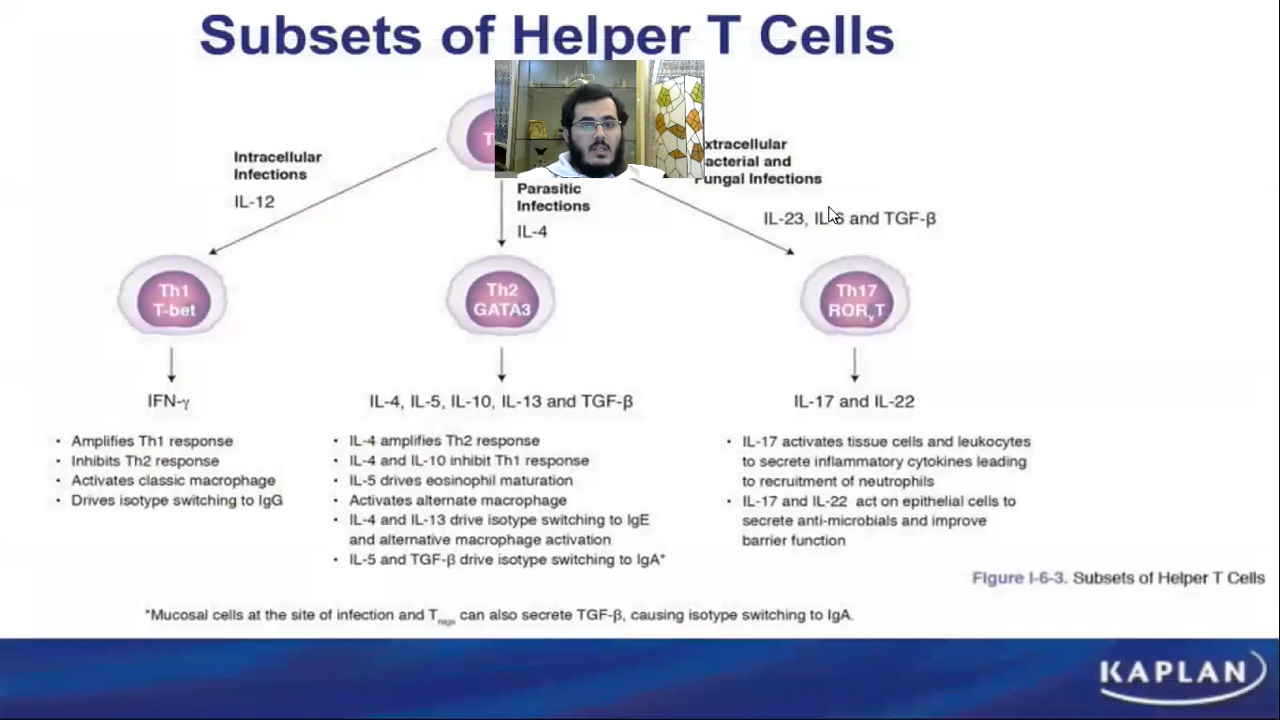 Subsets of Helper T Cells
Intracellular
Infections
IL-12
Parasitic
Infections
IL-4
xtracellular
acterial and
Fungal Infections
IL-23, IL-6 and TGF-β
Th1
T-bet
Th2
GATA3
Th17
RORγT
IFN-γ
• Amplifies Th1 response
• Inhibits Th2 response
• Activates classic macrophage
• Drives isotype switching to IgG
IL-4, IL-5, IL-10, IL-13 and TGF-β
• IL-4 amplifies Th2 response
• IL-4 and IL-10 inhibit Th1 response
• IL-5 drives eosinophil maturation
• Activates alternate macrophage
• IL-4 and IL-13 drive isotype switching to IgE
and alternative macrophage activation
• IL-5 and TGF-β drive isotype switching to IgA*
IL-17 and IL-22
• IL-17 activates tissue cells and leukocytes
to secrete inflammatory cytokines leading
to recruitment of neutrophils
• IL-17 and IL-22 act on epithelial cells to
secrete anti-microbials and improve
barrier function
Figure I-6-3. Subsets of Helper T Cells
*Mucosal cells at the site of infection and Tregs can also secrete TGF-β, causing isotype switching to IgA.
KAPLAN